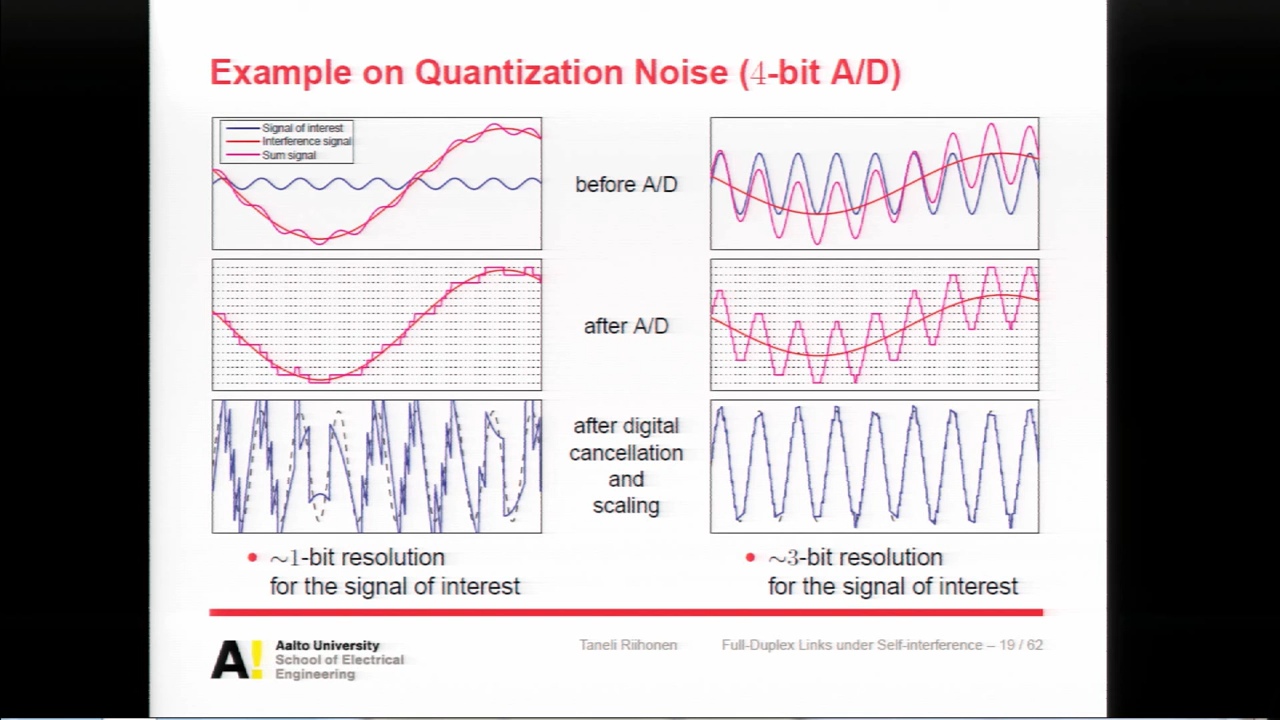 Example on Quantization Noise (4-bit A/D)
Signal of interest
Interference signal
Sum signal
before A/D
after A/D
after digital
cancellation
and
scaling
• ~1-bit resolution
for the signal of interest
• ~3-bit resolution
for the signal of interest
A!
Aalto University
School of Electrical
Engineering
Taneli Riihonen
Full-Duplex Links under Self-interference – 19 / 62